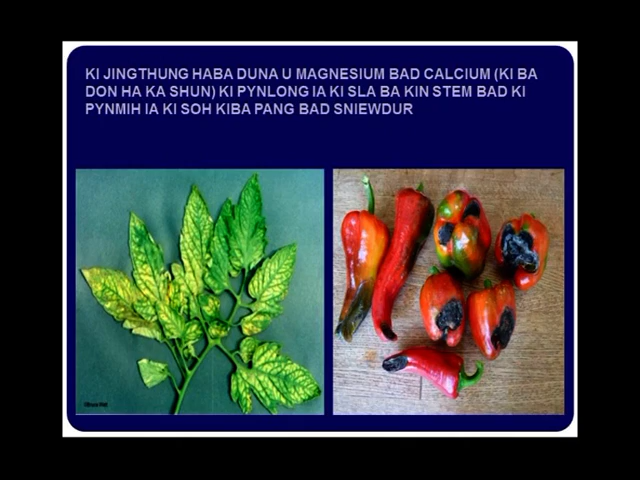 KI JINGTHUNG HABA DUNA U MAGNESIUM BAD CALCIUM (KI BA
DON HA KA SHUN) KI PYNLONG IA KI SLA BA KIN STEM BAD KI
PYNMIH IA KI SOH KIBA PANG BAD SNIEWDUR